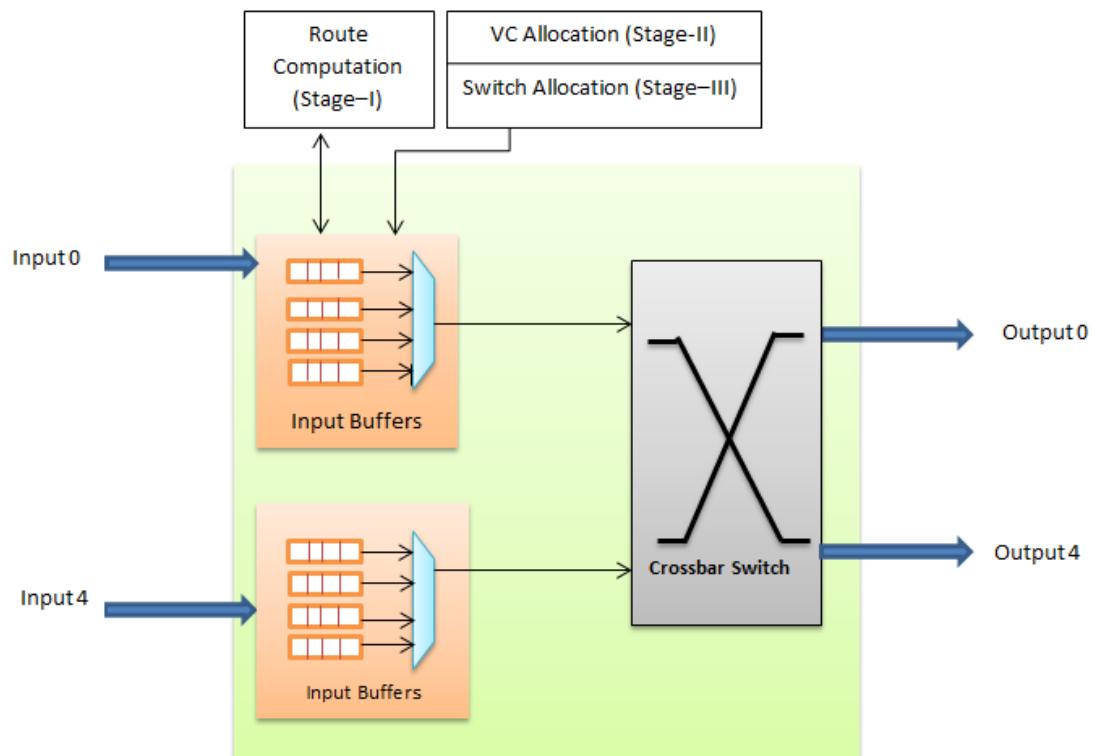 Route
Computation
(Stage–I)
VC Allocation (Stage-II)
Switch Allocation (Stage–III)
Input 0
Input Buffers
Output 0
Crossbar Switch
Output 4
Input 4
Input Buffers